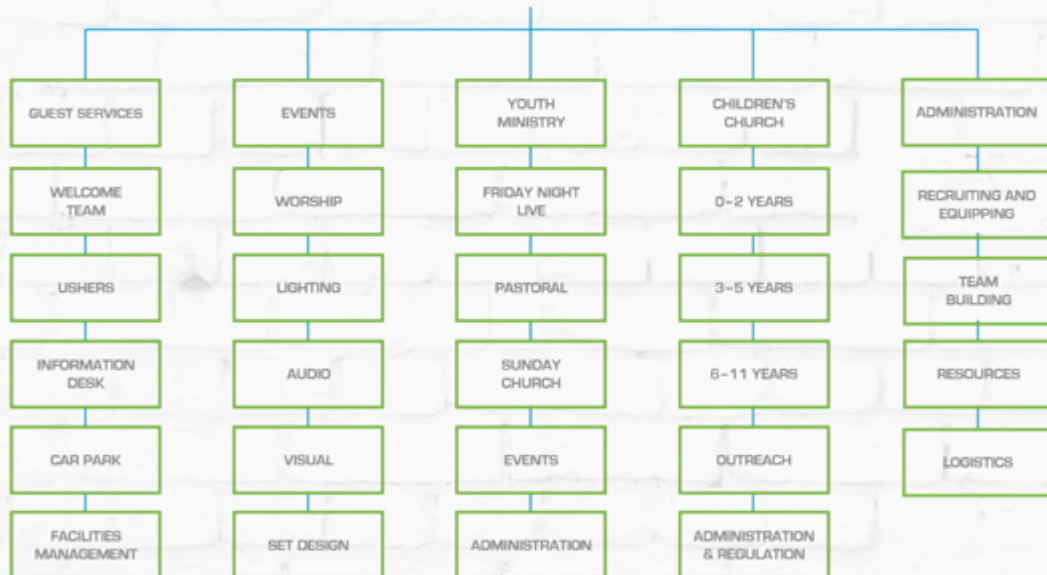 GUEST SERVICES
WELCOME
TEAM
USHERS
INFORMATION
DESK
CAR PARK
FACILITIES
MANAGEMENT
EVENTS
WORSHIP
LIGHTING
AUDIO
VISUAL
SET DESIGN
YOUTH
MINISTRY
FRIDAY NIGHT
LIVE
PASTORAL
SUNDAY
CHURCH
EVENTS
ADMINISTRATION
CHILDREN'S
CHURCH
0-2 YEARS
3-5 YEARS
6-11 YEARS
OUTREACH
ADMINISTRATION
& REGULATION
ADMINISTRATION
RECRUITING AND
EQUIPPING
TEAM
BUILDING
RESOURCES
LOGISTICS